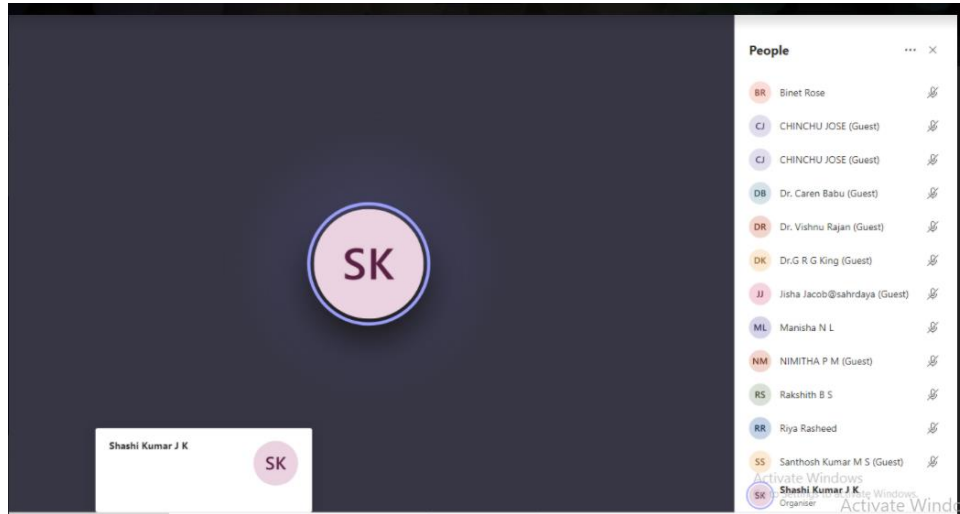 SK
Shashi Kumar J K
SK
People
BR Binet Rose
CJ CHINCHU JOSE (Guest)
CJ CHINCHU JOSE (Guest)
DB Dr. Caren Babu (Guest)
DR Dr. Vishnu Rajan (Guest)
DK Dr.G R G King (Guest)
JJ Jisha Jacob@sahrdaya (Guest)
ML Manisha N L
NM NIMITHA P M (Guest)
RS Rakshith B S
RR Riya Rasheed
SS Santhosh Kumar M S (Guest)
Activate Windows
SK Shashi Kumar J K
Organiser
to activate Windows.
Activate Windo